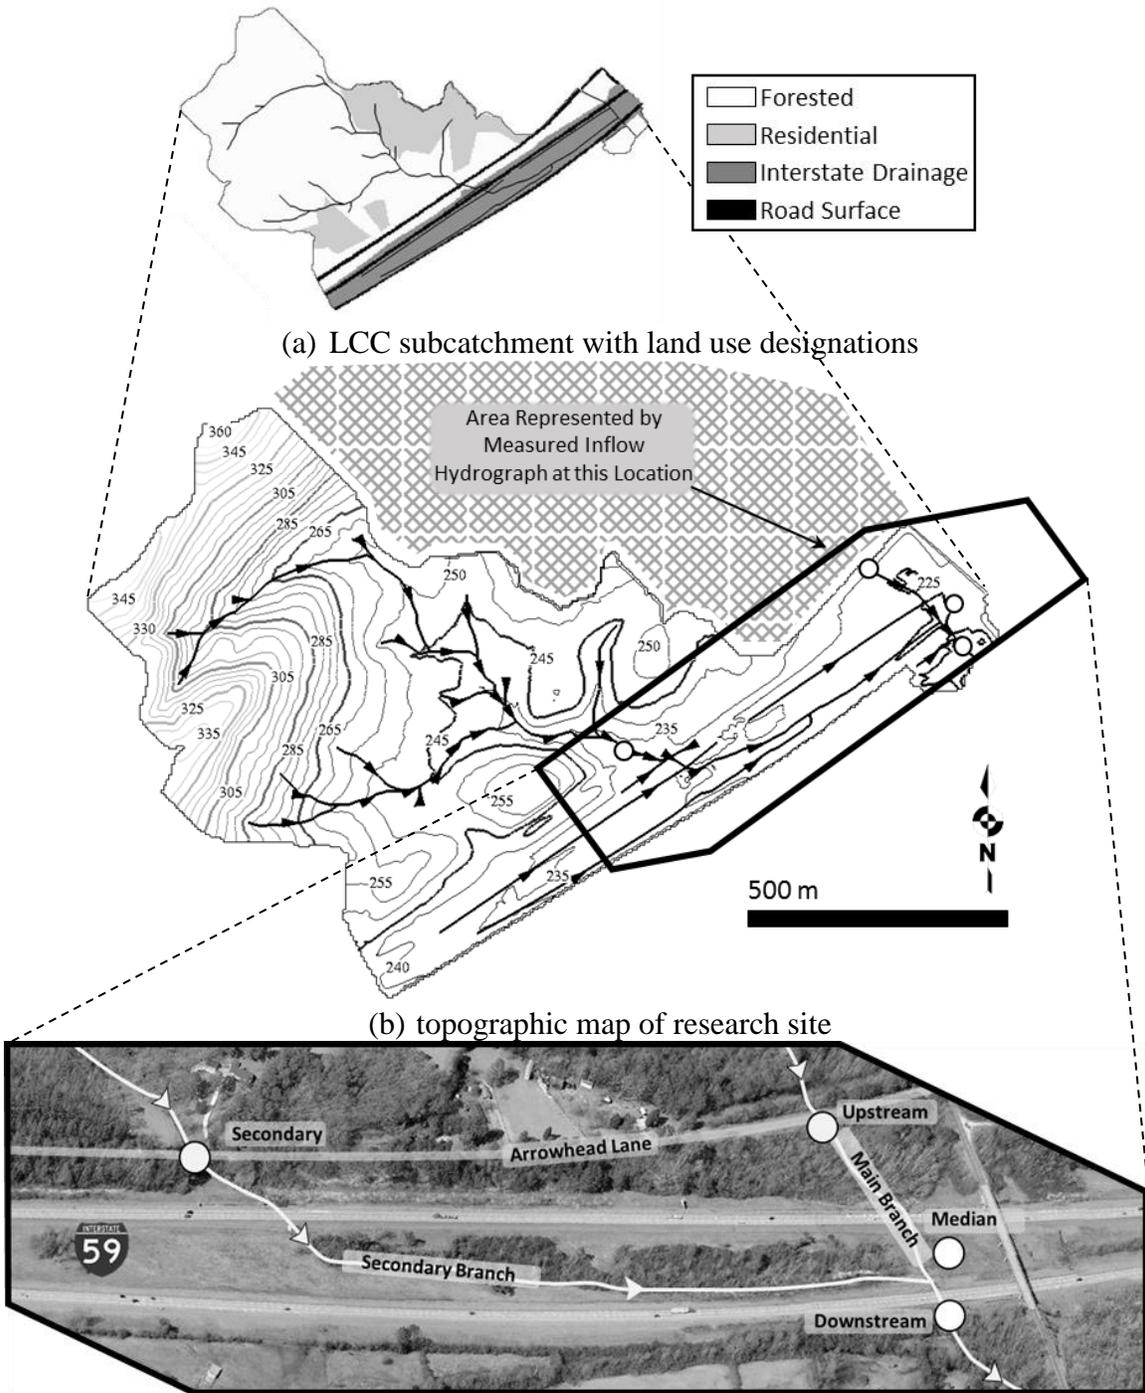 Forested
Residential
Interstate Drainage
Road Surface
(a) LCC subcatchment with land use designations
Area Represented by
Measured Inflow
Hydrograph at this Location
360
345
325
305
285
265
250
225
345
330
285
245
250
305
325
335
265
245
235
285
305
255
255
235
240
N
500 m
(b) topographic map of research site
Upstream
Secondary
Arrowhead Lane
Main Branch
Median
INTERSTATE
59
Secondary Branch
Downstream